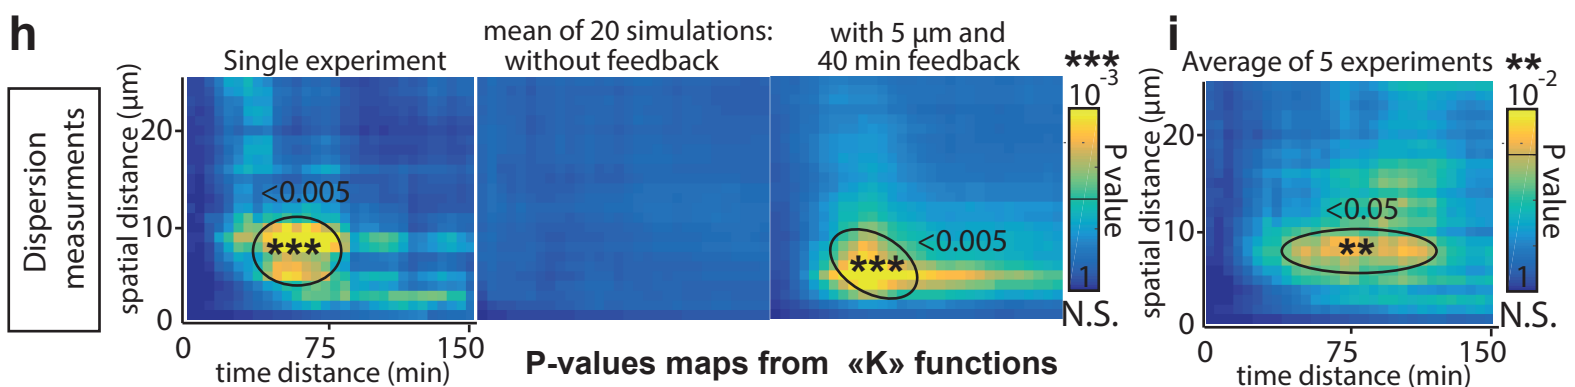 h
Dispersion
measurments
Single experiment
mean of 20 simulations:
without feedback
with 5 µm and
40 min feedback
spatial distance (µm)
20
10
0
<0.005
***
***
<0.005
0
75
150
time distance (min)
P-values maps from «K» functions
***
10-3
P value
1
N.S.
i
Average of 5 experiments
spatial distance (µm)
20
10
0
<0.05
**
0
75
150
time distance (min)
**
10-2
P value
1
N.S.